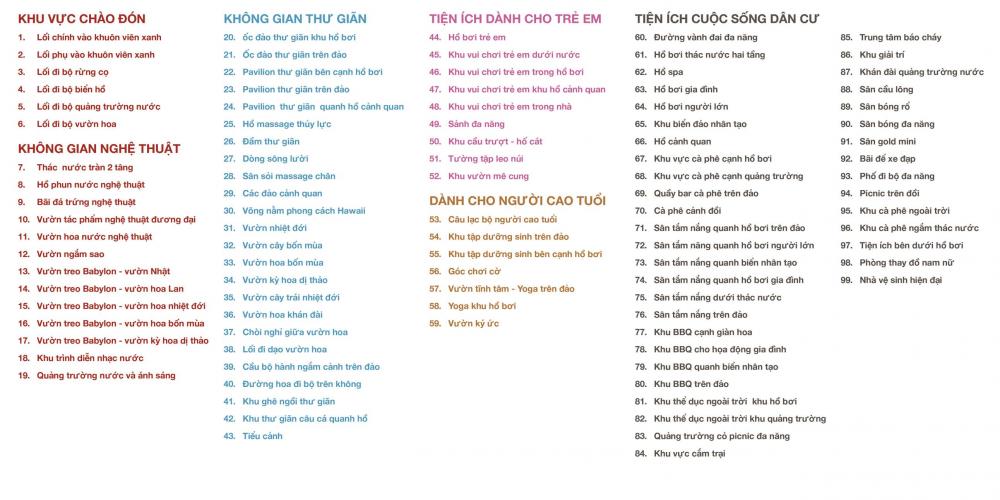 KHU VỰC CHÀO ĐÓN
1. Lối chính vào khuôn viên xanh
2. Lối phụ vào khuôn viên xanh
3. Lối đi bộ rừng cọ
4. Lối đi bộ biển hồ
5. Lối đi bộ quảng trường nước
6. Lối đi bộ vườn hoa
KHÔNG GIAN NGHỆ THUẬT
7. Thác nước tràn 2 tầng
8. Hồ phun nước nghệ thuật
9. Bãi đá trứng nghệ thuật
10. Vườn tác phẩm nghệ thuật đương đại
11. Vườn hoa nước nghệ thuật
12. Vườn ngắm sao
13. Vườn treo Babylon - vườn Nhật
14. Vườn treo Babylon - vườn hoa Lan
15. Vườn treo Babylon - vườn hoa nhiệt đới
16. Vườn treo Babylon - vườn hoa bốn mùa
17. Vườn treo Babylon - vườn kỳ hoa dị thảo
18. Khu trình diễn nhạc nước
19. Quảng trường nước và ánh sáng
KHÔNG GIAN THƯ GIÃN
20. ốc đảo thư giãn khu hồ bơi
21. Ốc đảo thư giãn trên đảo
22. Pavilion thư giãn bên cạnh hồ bơi
23. Pavilion thư giãn trên đảo
24. Pavilion thư giãn quanh hồ cảnh quan
25. Hồ massage thủy lực
26. Đầm thư giãn
27. Dòng sông lười
28. Sân sỏi massage chân
29. Các đảo cảnh quan
30. Võng nằm phong cách Hawaii
31. Vườn nhiệt đới
32. Vườn cây bốn mùa
33. Vườn hoa bốn mùa
34. Vườn kỳ hoa dị thảo
35. Vườn cây trái nhiệt đới
36. Vườn hoa khán đài
37. Chòi nghỉ giữa vườn hoa
38. Lối đi dạo vườn hoa
39. Cầu bộ hành ngắm cảnh trên đảo
40. Đường hoa đi bộ trên không
41. Khu ghế ngồi thư giãn
42. Khu thư giãn câu cá quanh hồ
43. Tiểu cảnh
TIỆN ÍCH DÀNH CHO TRẺ EM
44. Hồ bơi trẻ em
45. Khu vui chơi trẻ em dưới nước
46. Khu vui chơi trẻ em trong hồ bơi
47. Khu vui chơi trẻ em khu hồ cảnh quan
48. Khu vui chơi trẻ em trong nhà
49. Sảnh đa năng
50. Khu cầu trượt - hố cát
51. Tường tập leo núi
52. Khu vườn mê cung
DÀNH CHO NGƯỜI CAO TUỔI
53. Câu lạc bộ người cao tuổi
54. Khu tập dưỡng sinh trên đảo
55. Khu tập dưỡng sinh bên cạnh hồ bơi
56. Góc chơi cờ
57. Vườn tĩnh tâm - Yoga trên đảo
58. Yoga khu hồ bơi
59. Vườn ký ức
TIỆN ÍCH CUỘC SỐNG DÂN CƯ
60. Đường vành đai đa năng
61. Hồ bơi thác nước hai tầng
62. Hồ spa
63. Hồ bơi gia đình
64. Hồ bơi người lớn
65. Khu biển đảo nhân tạo
66. Hồ cảnh quan
67. Khu vực cà phê cạnh hồ bơi
68. Khu vực cà phê cạnh quảng trường
69. Quầy bar cà phê trên đảo
70. Cà phê cánh đồi
71. Sân tắm nắng quanh hồ bơi trên đảo
72. Sân tắm nắng quanh hồ bơi người lớn
73. Sân tắm nắng quanh biển nhân tạo
74. Sân tắm nắng quanh hồ bơi gia đình
75. Sân tắm nắng dưới thác nước
76. Sân tắm nắng trên đảo
77. Khu BBQ cạnh giàn hoa
78. Khu BBQ cho họa động gia đình
79. Khu BBQ quanh biển nhân tạo
80. Khu BBQ trên đảo
81. Khu thể dục ngoài trời khu hồ bơi
82. Khu thể dục ngoài trời khu quảng trường
83. Quảng trường cỏ picnic đa năng
84. Khu vực cắm trại
85. Trung tâm báo cháy
86. Khu giải trí
87. Khán đài quảng trường nước
88. Sân cầu lông
89. Sân bóng rổ
90. Sân bóng đa năng
91. Sân gold mini
92. Bãi để xe đạp
93. Phố đi bộ đa năng
94. Picnic trên đồi
95. Khu cà phê ngoài trời
96. Khu cà phê ngắm thác nước
97. Tiện ích bên dưới hồ bơi
98. Phòng thay đồ nam nữ
99. Nhà vệ sinh hiện đại